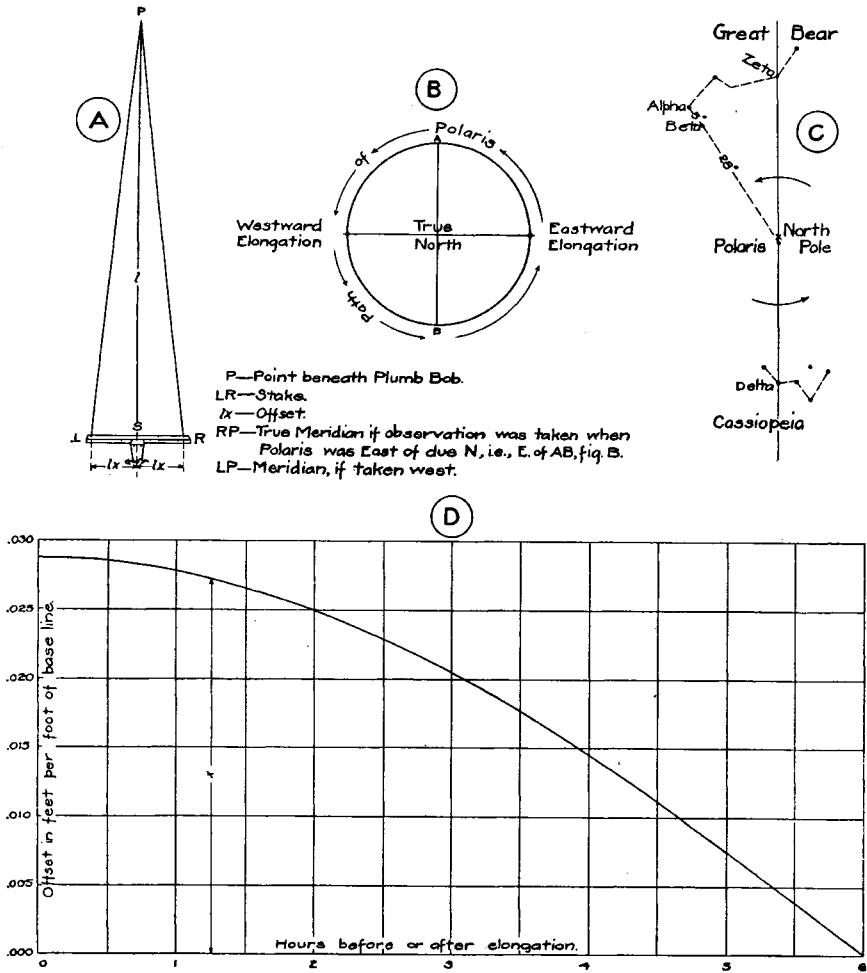 P
A
l
L
S
R
lx
lx
B
Polaris
of
A
Westward
Elongation
True
North
Eastward
Elongation
Path
B
Great Bear
Zeta
Alpha
5°
Beta
C
28°
Polaris
North
Pole
Delta
Cassiopeia
P—Point beneath Plumb Bob.
LR—Stake.
lx—Offset.
RP—True Meridian if observation was taken when
Polaris was East of due N, i.e., E. of AB, fig. B.
LP—Meridian, if taken west.
D
.030
.025
.020
.015
.010
.005
.000
Offset in feet per foot of base line.
x
Hours before or after elongation.
0 1 2 3 4 5 6